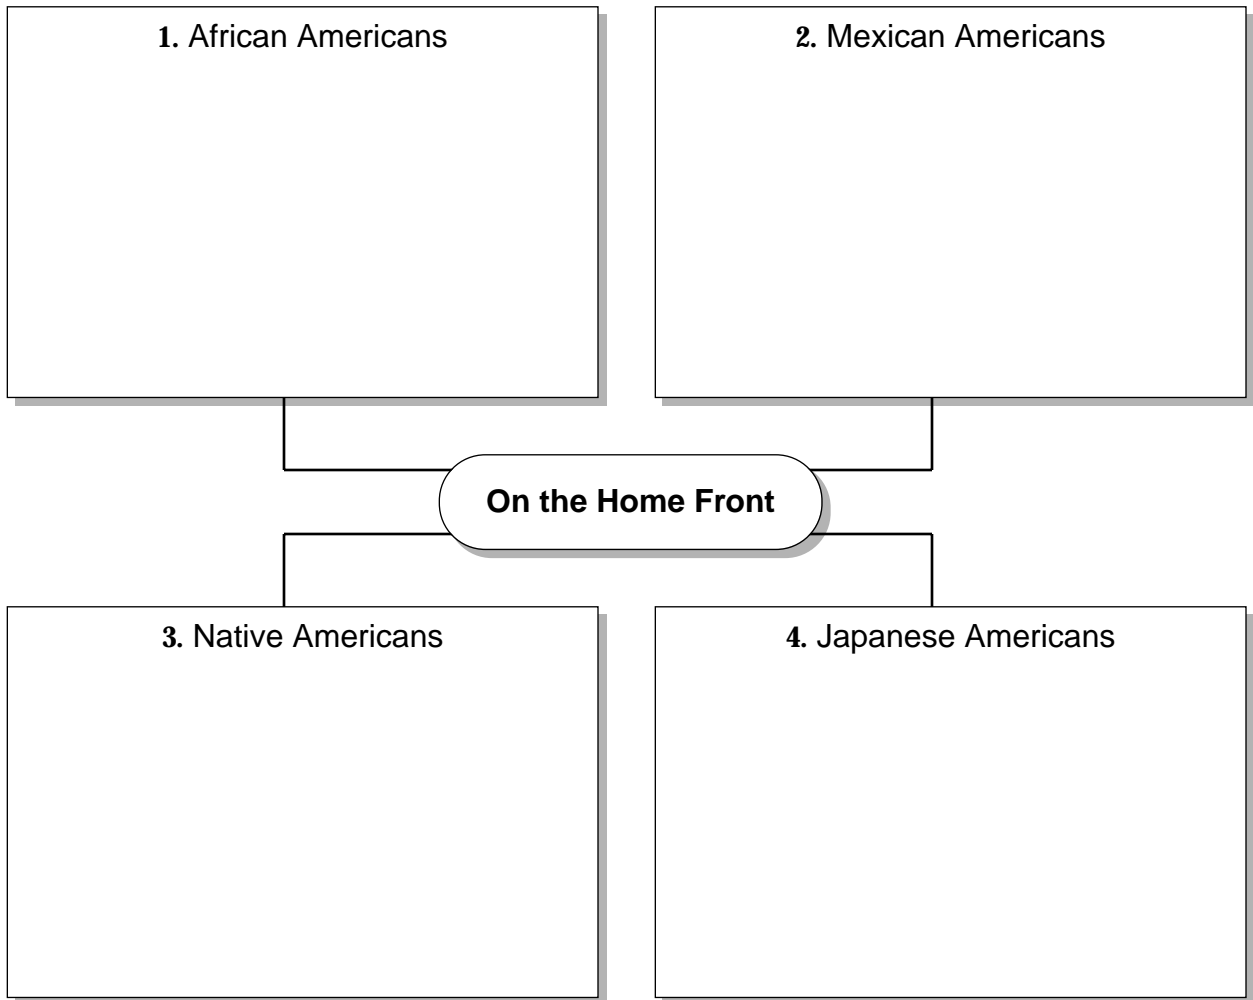 1. African Americans
2. Mexican Americans
On the Home Front
3. Native Americans
4. Japanese Americans